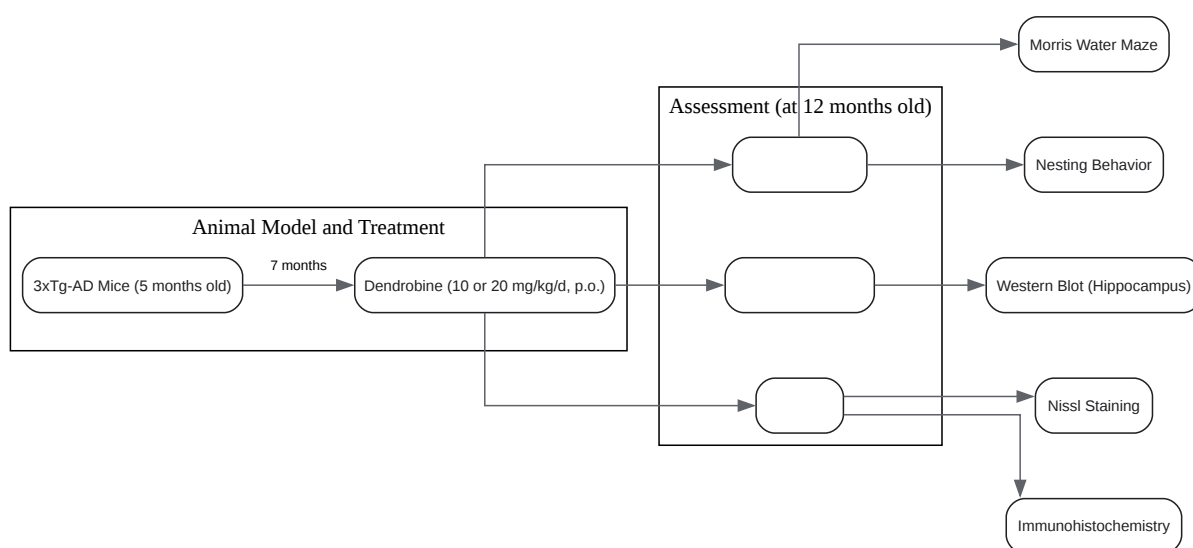 Morris Water Maze
Assessment (at 12 months old)
Nesting Behavior
Animal Model and Treatment
7 months
3xTg-AD Mice (5 months old)
Dendrobine (10 or 20 mg/kg/d, p.o.)
Western Blot (Hippocampus)
Nissl Staining
Immunohistochemistry